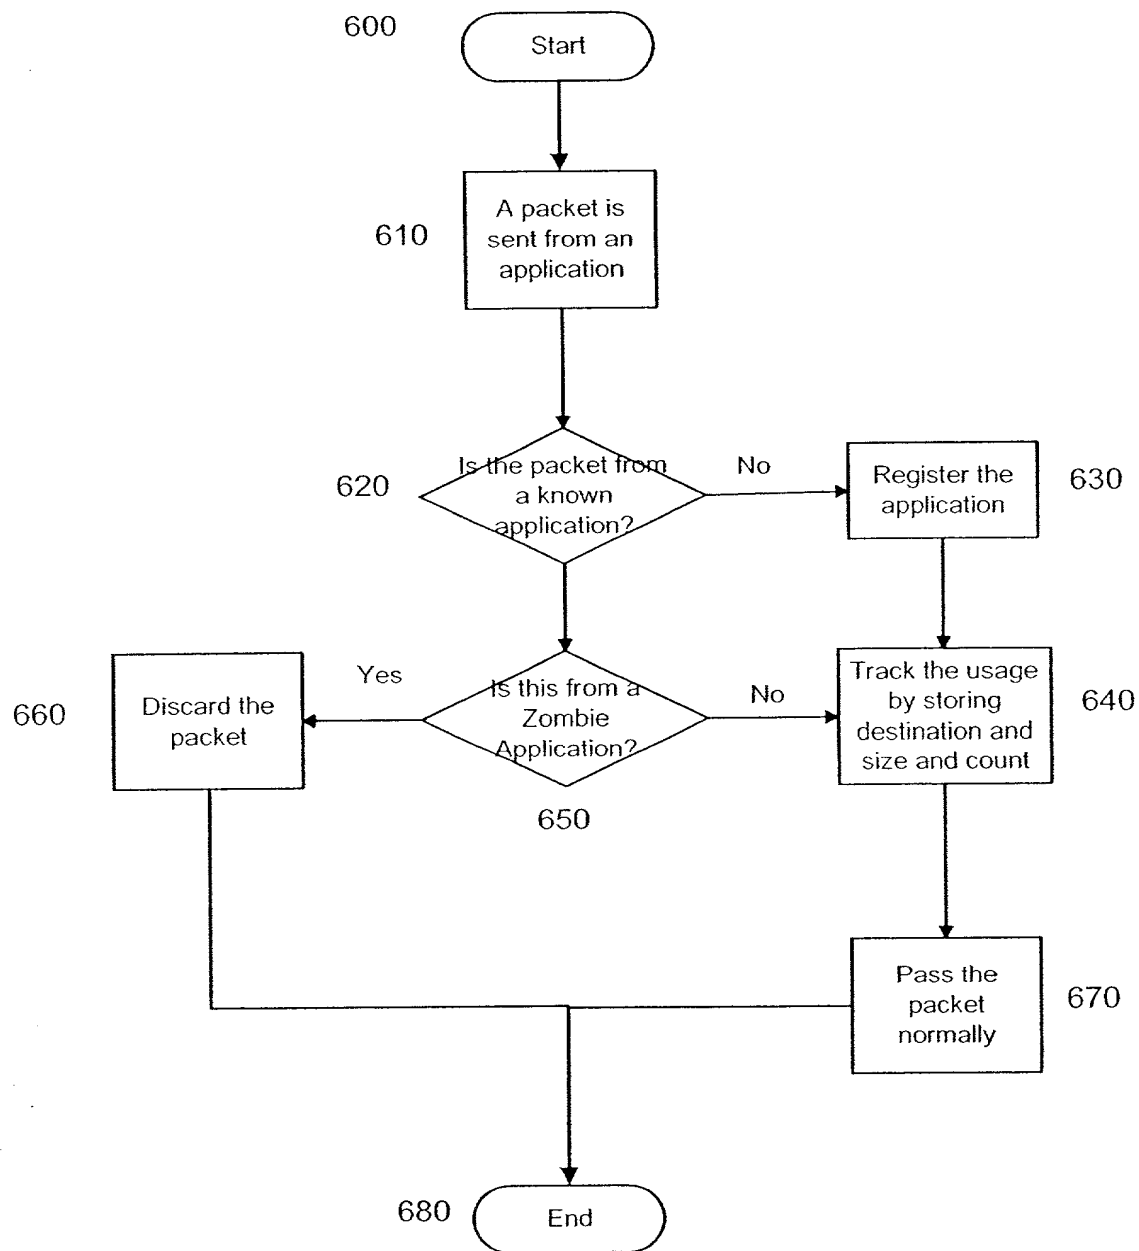 600
Start
610
A packet is
sent from an
application
620
Is the packet from
a known
application?
No
Register the
application
630
660
Discard the
packet
Yes
Is this from a
Zombie
Application?
650
No
Track the usage
by storing
destination and
size and count
640
Pass the
packet
normally
670
680
End